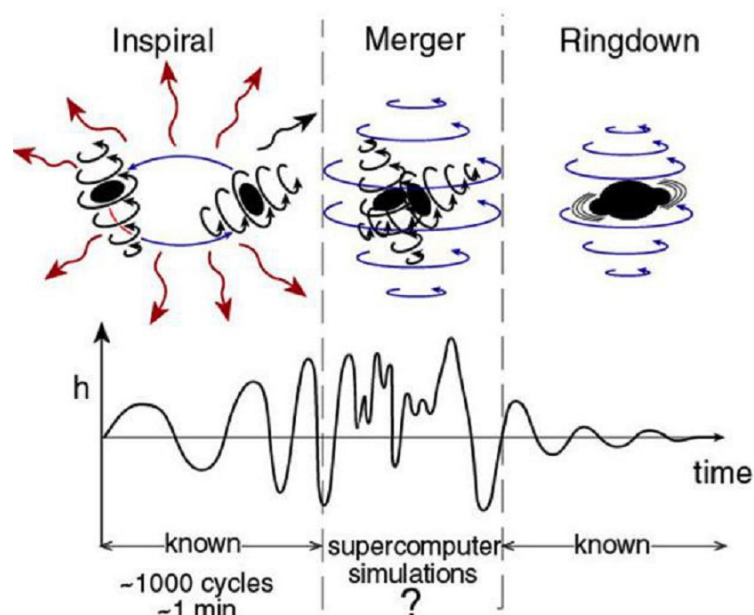 Inspiral
Merger
Ringdown
h
time
known
supercomputer
simulations
?
known
~1000 cycles
~1 min